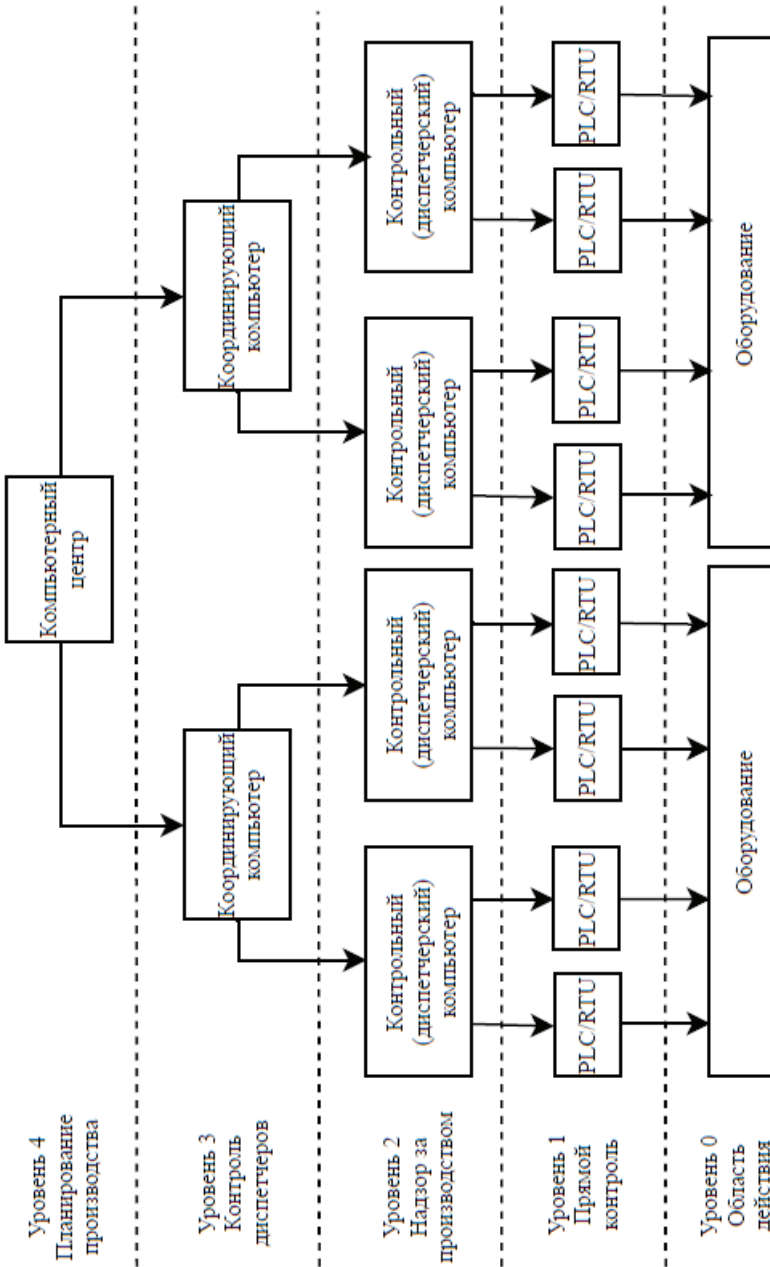 Уровень 4
Планирование
производства
Компьютерный
центр
Уровень 3
Контроль
диспетчеров
Координирующий
компьютер
Координирующий
компьютер
Уровень 2
Надзор за
производством
Контрольный
(диспетчерский)
компьютер
Контрольный
(диспетчерский)
компьютер
Контрольный
(диспетчерский)
компьютер
Контрольный
(диспетчерский)
компьютер
Уровень 1
Прямой
контроль
PLC/RTU
PLC/RTU
PLC/RTU
PLC/RTU
PLC/RTU
PLC/RTU
PLC/RTU
PLC/RTU
Уровень 0
Область
действия
Оборудование
Оборудование